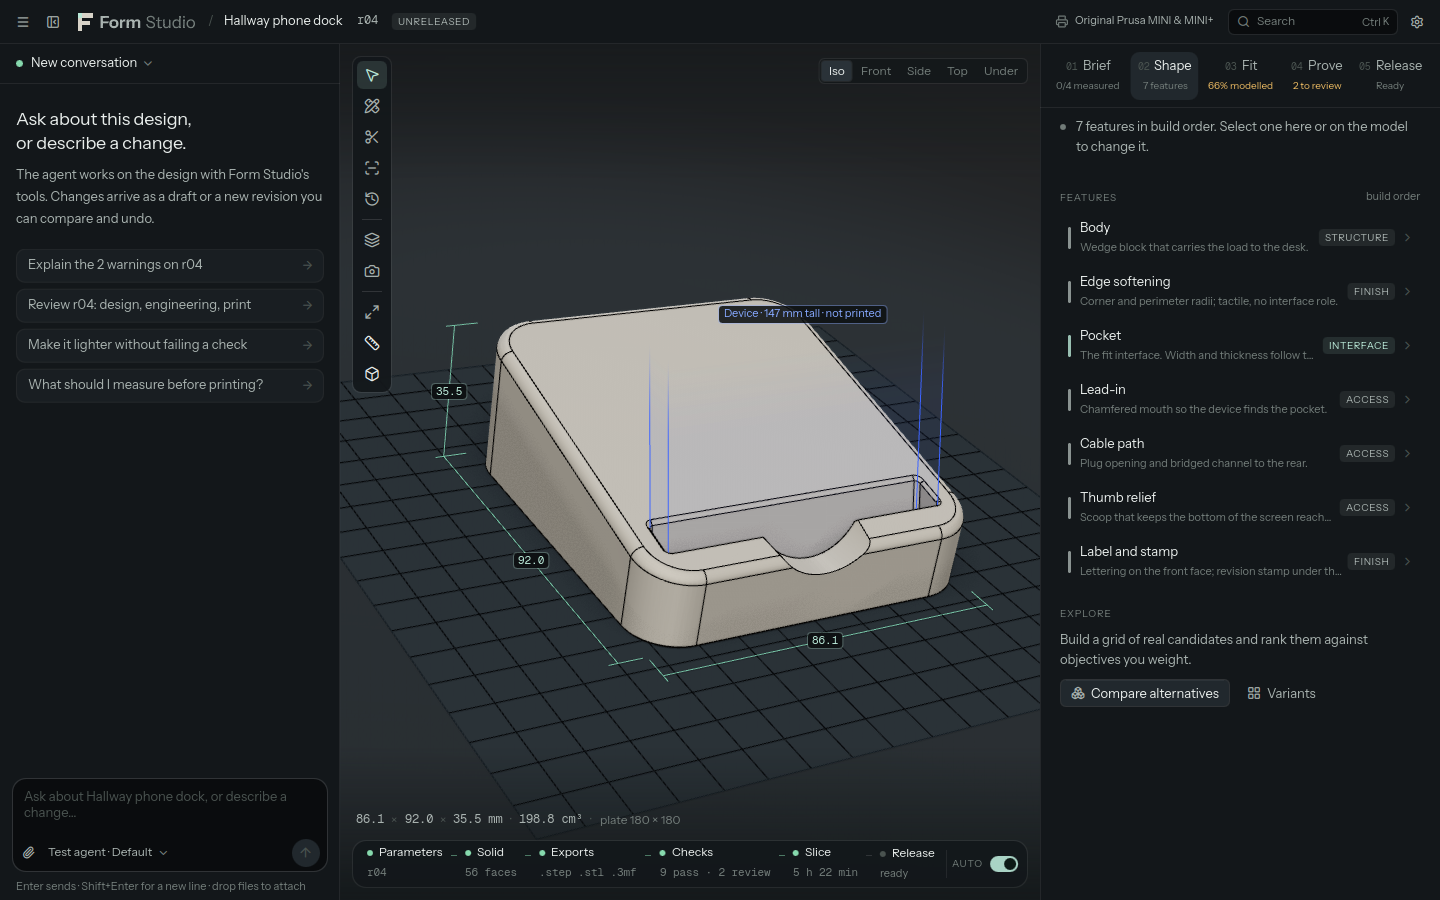 Form Studio / Hallway phone dock r04 UNRELEASED
Original Prusa MINI & MINI+
Search Ctrl K
New conversation
Ask about this design,
or describe a change.
The agent works on the design with Form Studio's
tools. Changes arrive as a draft or a new revision you
can compare and undo.
Explain the 2 warnings on r04
Review r04: design, engineering, print
Make it lighter without failing a check
What should I measure before printing?
Ask about Hallway phone dock, or describe a
change...
Test agent · Default
Enter sends · Shift+Enter for a new line · drop files to attach
Iso Front Side Top Under
Device · 147 mm tall · not printed
35.5
92.0
86.1
86.1 × 92.0 × 35.5 mm · 198.8 cm³ · plate 180 × 180
Parameters Solid Exports Checks Slice Release
r04 56 faces .step .stl .3mf 9 pass · 2 review 5 h 22 min ready
AUTO
01 Brief 02 Shape 03 Fit 04 Prove 05 Release
0/4 measured 7 features 66% modelled 2 to review Ready
7 features in build order. Select one here or on the model
to change it.
FEATURES build order
Body
Wedge block that carries the load to the desk. STRUCTURE
Edge softening
Corner and perimeter radii; tactile, no interface role. FINISH
Pocket
The fit interface. Width and thickness follow t... INTERFACE
Lead-in
Chamfered mouth so the device finds the pocket. ACCESS
Cable path
Plug opening and bridged channel to the rear. ACCESS
Thumb relief
Scoop that keeps the bottom of the screen reach... ACCESS
Label and stamp
Lettering on the front face; revision stamp under th... FINISH
EXPLORE
Build a grid of real candidates and rank them against
objectives you weight.
Compare alternatives Variants